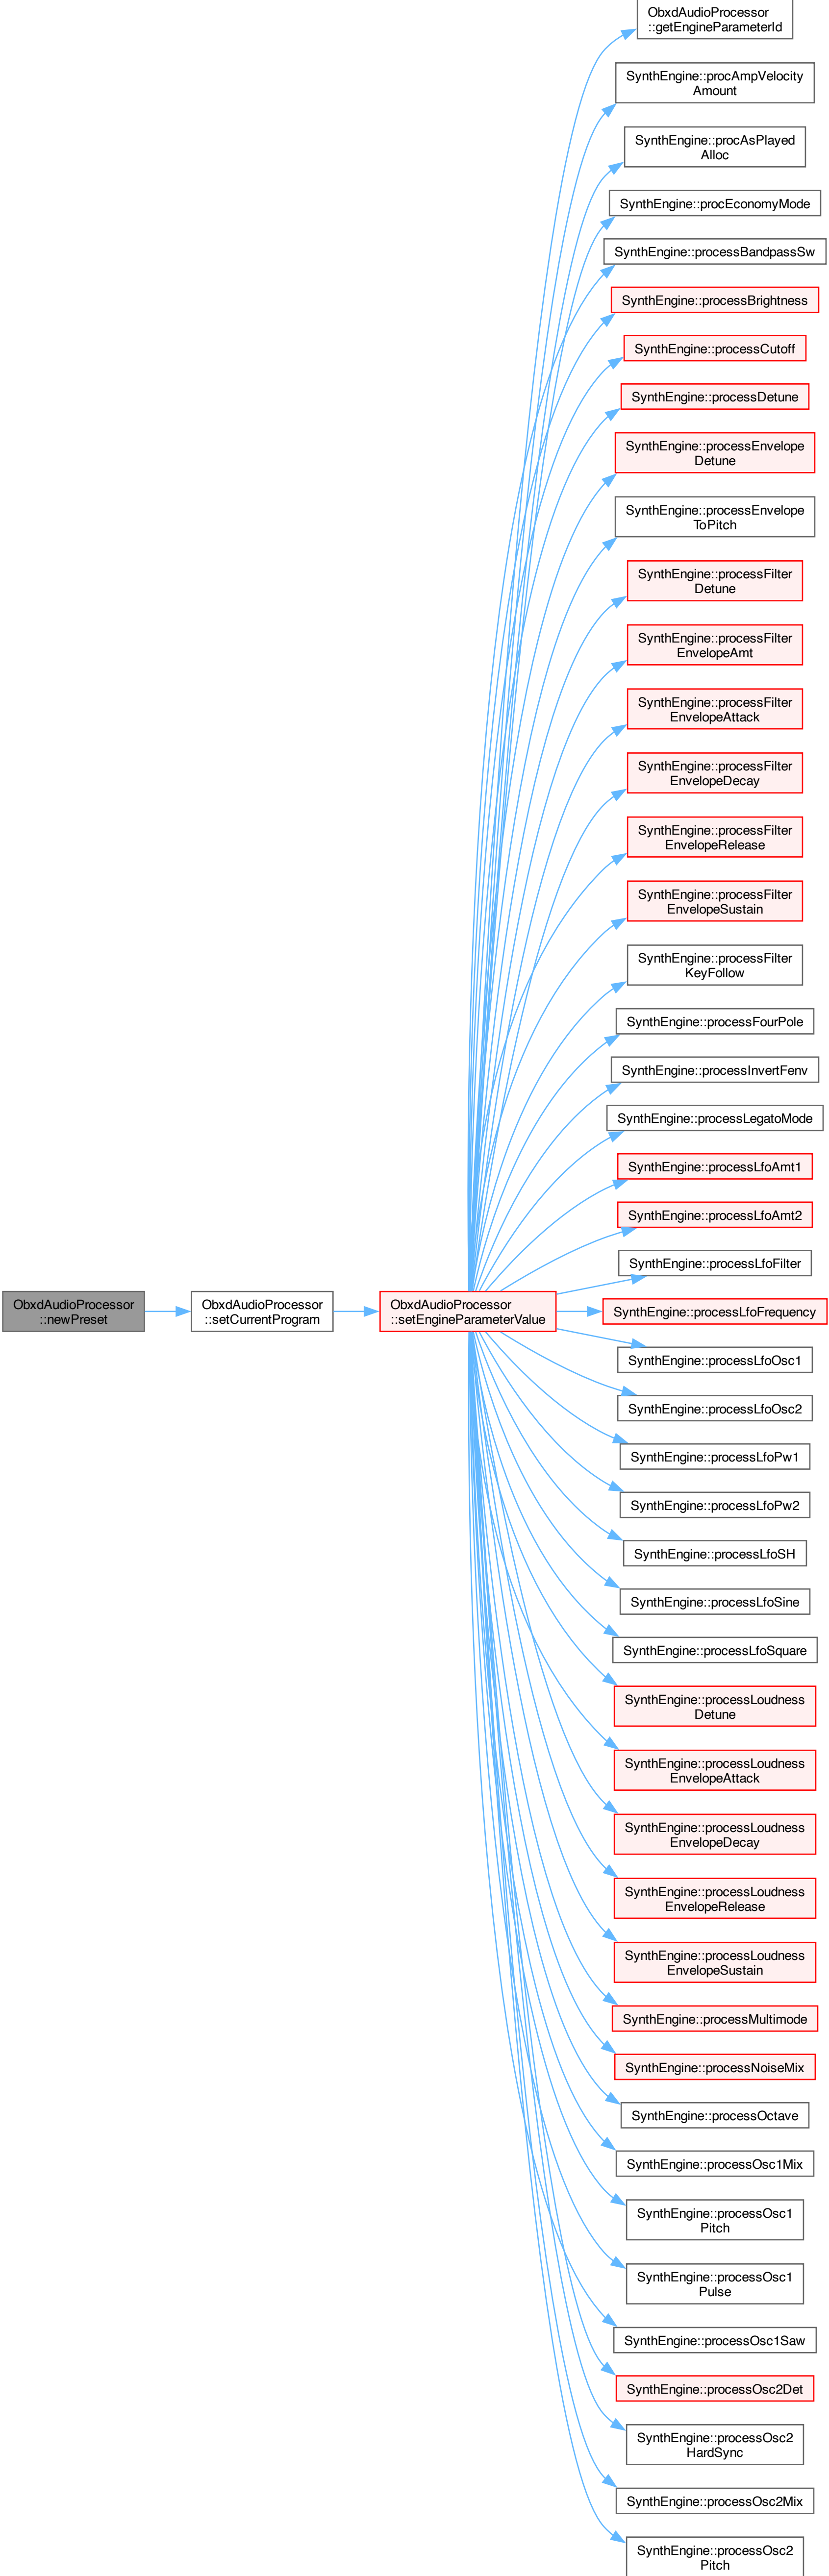 ObxdAudioProcessor
::getEngineParameterId
SynthEngine::procAmpVelocity
Amount
SynthEngine::procAsPlayed
Alloc
SynthEngine::procEconomyMode
SynthEngine::processBandpassSw
SynthEngine::processBrightness
SynthEngine::processCutoff
SynthEngine::processDetune
SynthEngine::processEnvelope
Detune
SynthEngine::processEnvelope
ToPitch
SynthEngine::processFilter
Detune
SynthEngine::processFilter
EnvelopeAmt
SynthEngine::processFilter
EnvelopeAttack
SynthEngine::processFilter
EnvelopeDecay
SynthEngine::processFilter
EnvelopeRelease
SynthEngine::processFilter
EnvelopeSustain
SynthEngine::processFilter
KeyFollow
SynthEngine::processFourPole
SynthEngine::processInvertFenv
SynthEngine::processLegatoMode
SynthEngine::processLfoAmt1
SynthEngine::processLfoAmt2
SynthEngine::processLfoFilter
ObxdAudioProcessor
::newPreset
ObxdAudioProcessor
::setCurrentProgram
ObxdAudioProcessor
::setEngineParameterValue
SynthEngine::processLfoFrequency
SynthEngine::processLfoOsc1
SynthEngine::processLfoOsc2
SynthEngine::processLfoPw1
SynthEngine::processLfoPw2
SynthEngine::processLfoSH
SynthEngine::processLfoSine
SynthEngine::processLfoSquare
SynthEngine::processLoudness
Detune
SynthEngine::processLoudness
EnvelopeAttack
SynthEngine::processLoudness
EnvelopeDecay
SynthEngine::processLoudness
EnvelopeRelease
SynthEngine::processLoudness
EnvelopeSustain
SynthEngine::processMultimode
SynthEngine::processNoiseMix
SynthEngine::processOctave
SynthEngine::processOsc1Mix
SynthEngine::processOsc1
Pitch
SynthEngine::processOsc1
Pulse
SynthEngine::processOsc1Saw
SynthEngine::processOsc2Det
SynthEngine::processOsc2
HardSync
SynthEngine::processOsc2Mix
SynthEngine::processOsc2
Pitch